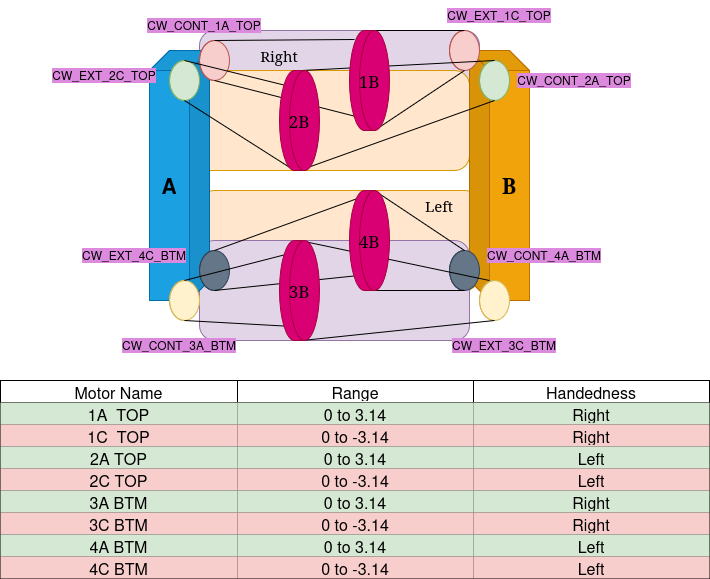 CW_EXT_1C_TOP
CW_CONT_1A_TOP
Right
CW_EXT_2C_TOP
1B
CW_CONT_2A_TOP
2B
A
B
Left
4B
CW_EXT_4C_BTM
CW_CONT_4A_BTM
3B
CW_CONT_3A_BTM
CW_EXT_3C_BTM
Motor Name Range Handedness
1A TOP 0 to 3.14 Right
1C TOP 0 to -3.14 Right
2A TOP 0 to 3.14 Left
2C TOP 0 to -3.14 Left
3A BTM 0 to 3.14 Right
3C BTM 0 to -3.14 Right
4A BTM 0 to 3.14 Left
4C BTM 0 to -3.14 Left